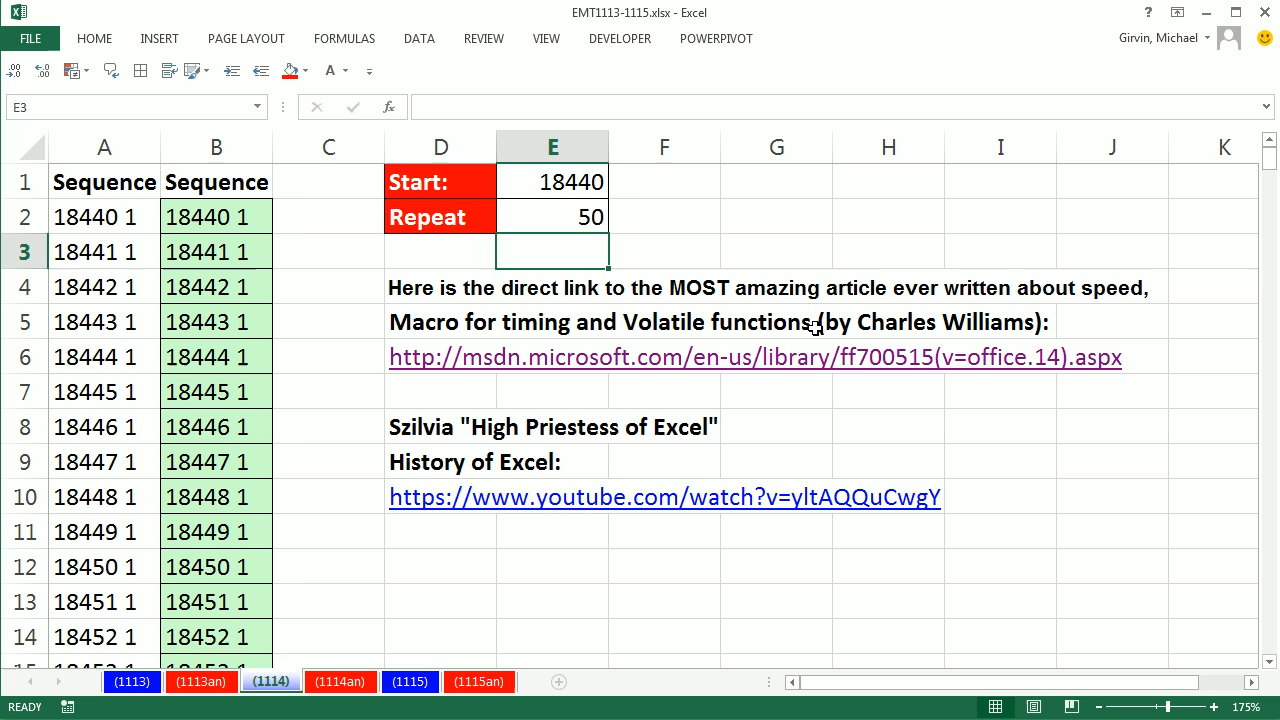 EMT1113-1115.xlsx - Excel
FILE HOME INSERT PAGE LAYOUT FORMULAS DATA REVIEW VIEW DEVELOPER POWERPIVOT Girvin, Michael
E3
A B C D E F G H I J K
1 Sequence Sequence Start: 18440
2 18440 1 18440 1 Repeat 50
3 18441 1 18441 1
4 18442 1 18442 1 Here is the direct link to the MOST amazing article ever written about speed,
5 18443 1 18443 1 Macro for timing and Volatile functions (by Charles Williams):
6 18444 1 18444 1 http://msdn.microsoft.com/en-us/library/ff700515(v=office.14).aspx
7 18445 1 18445 1
8 18446 1 18446 1 Szilvia "High Priestess of Excel"
9 18447 1 18447 1 History of Excel:
10 18448 1 18448 1 https://www.youtube.com/watch?v=yltAQQuCwgY
11 18449 1 18449 1
12 18450 1 18450 1
13 18451 1 18451 1
14 18452 1 18452 1
15 18453 1 18453 1
(1113) (1113an) (1114) (1114an) (1115) (1115an)
READY 175%